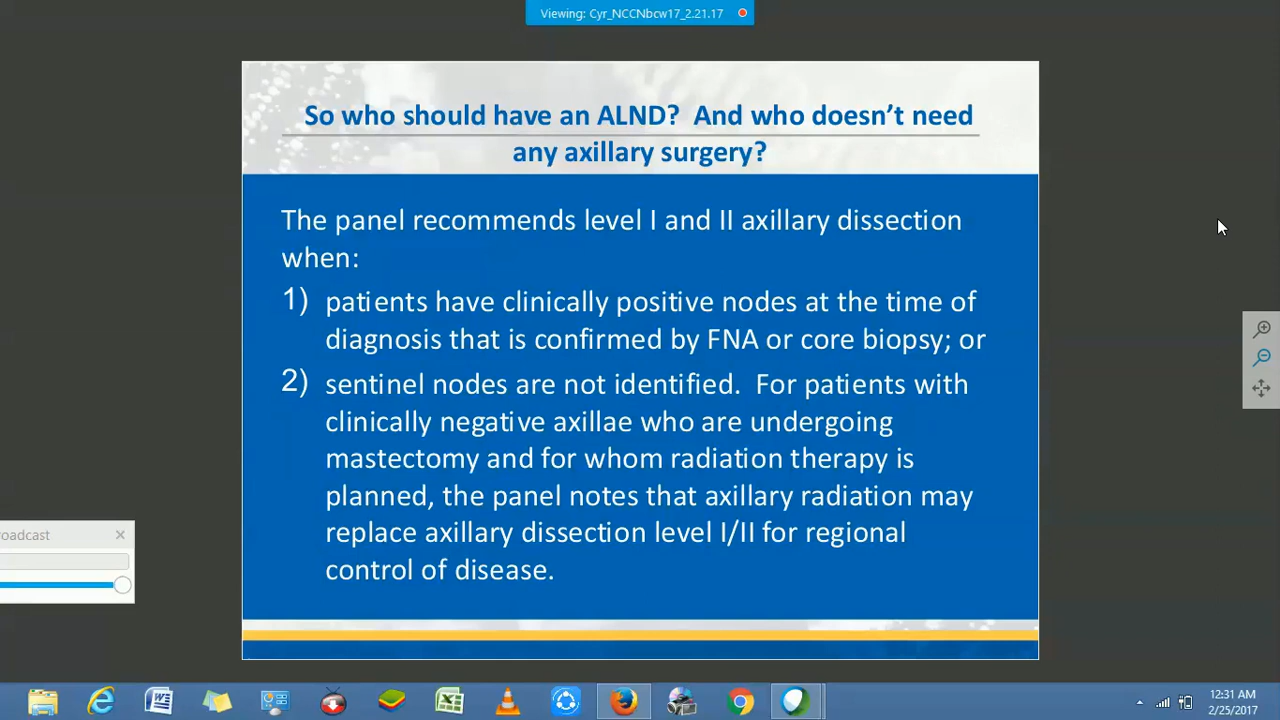 Viewing: Cyr_NCCNbcw17_2.21.17
So who should have an ALND?  And who doesn't need
any axillary surgery?
The panel recommends level I and II axillary dissection
when:
1) patients have clinically positive nodes at the time of
diagnosis that is confirmed by FNA or core biopsy; or
2) sentinel nodes are not identified.  For patients with
clinically negative axillae who are undergoing
mastectomy and for whom radiation therapy is
planned, the panel notes that axillary radiation may
replace axillary dissection level I/II for regional
control of disease.
roadcast
12:31 AM
2/25/2017